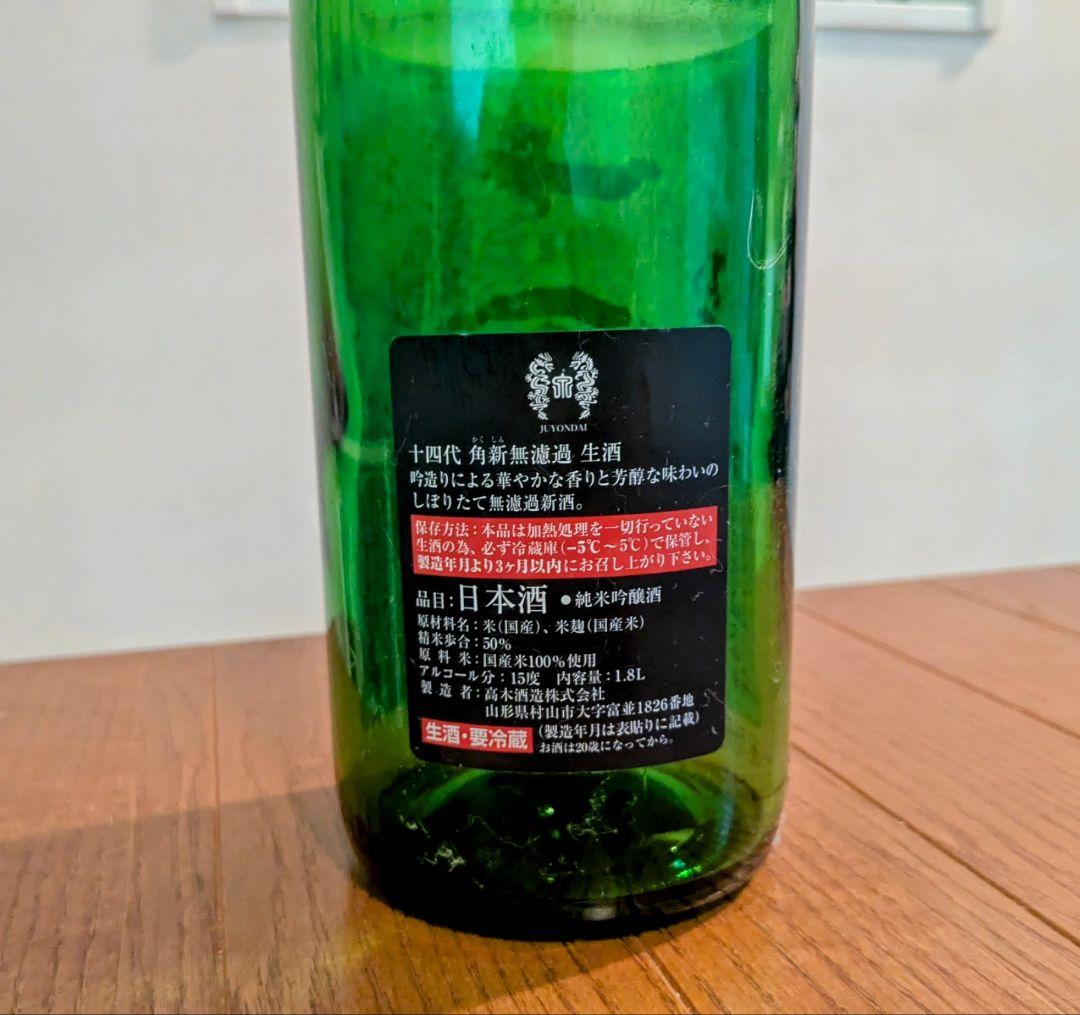 JUYONDAI
十四代 角新無濾過 生酒
かくしん
吟造りによる華やかな香りと芳醇な味わいの
しぼりたて無濾過新酒。
保存方法：本品は加熱処理を一切行っていない
生酒の為、必ず冷蔵庫（−5℃～5℃）で保管し、
製造年月より3ヶ月以内にお召し上がり下さい。
品目：日本酒 ●純米吟醸酒
原材料名：米（国産）、米麹（国産米）
精米歩合：50％
原料米：国産米100％使用
アルコール分：15度 内容量：1.8L
製造者：高木酒造株式会社
山形県村山市大字富並1826番地
生酒・要冷蔵
（製造年月は表貼りに記載）
お酒は20歳になってから。